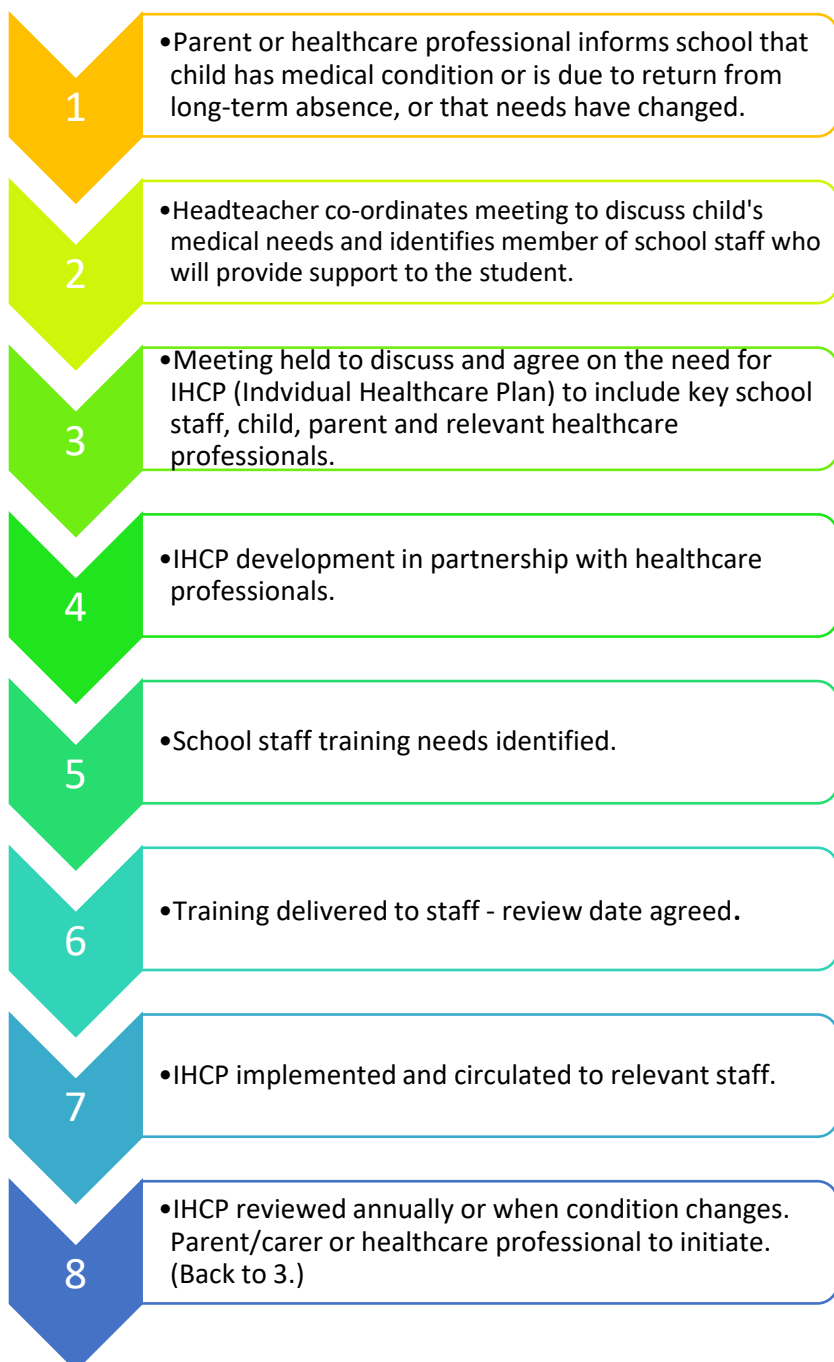 1
•Parent or healthcare professional informs school that
child has medical condition or is due to return from
long-term absence, or that needs have changed.
2
•Headteacher co-ordinates meeting to discuss child's
medical needs and identifies member of school staff who
will provide support to the student.
3
•Meeting held to discuss and agree on the need for
IHCP (Indvidual Healthcare Plan) to include key school
staff, child, parent and relevant healthcare
professionals.
4
•IHCP development in partnership with healthcare
professionals.
5
•School staff training needs identified.
6
•Training delivered to staff - review date agreed.
7
•IHCP implemented and circulated to relevant staff.
8
•IHCP reviewed annually or when condition changes.
Parent/carer or healthcare professional to initiate.
(Back to 3.)